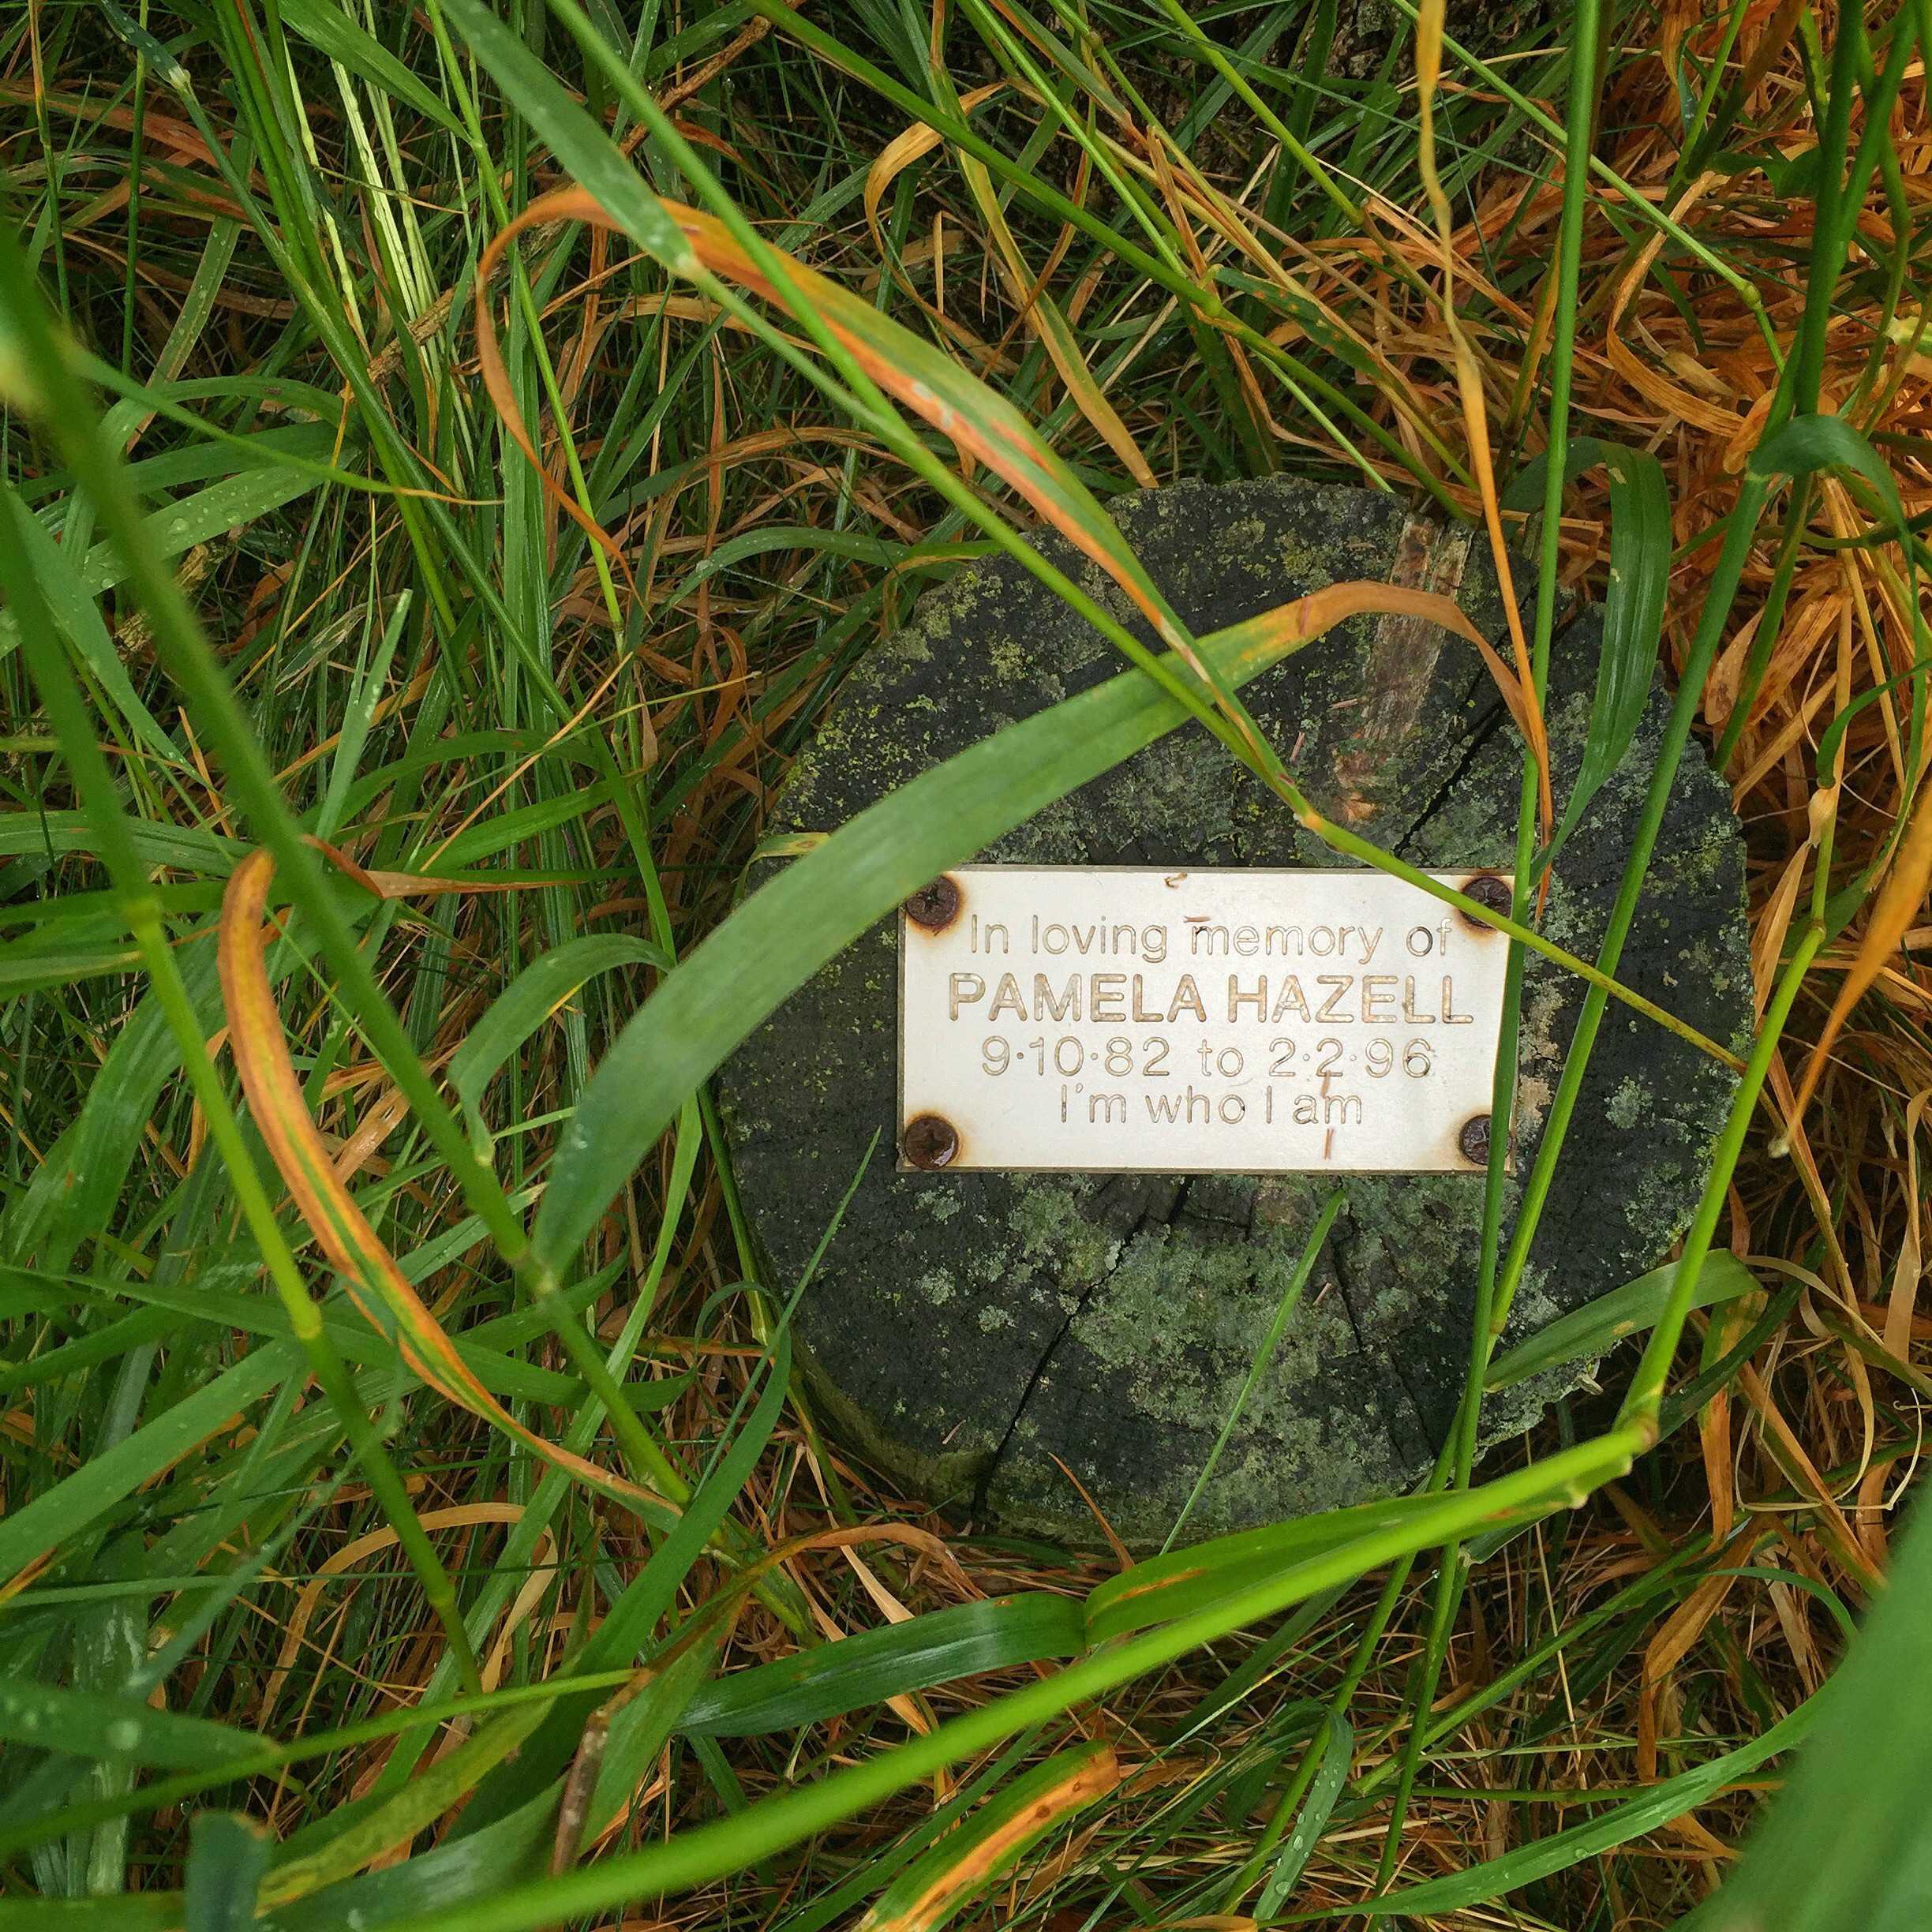 In loving memory of
PAMELA HAZELL
9·10·82 to 2·2·96
I'm who I am